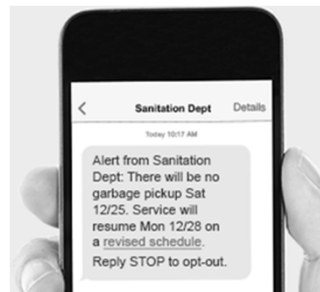 Sanitation Dept
Details
Today 10:17 AM
Alert from Sanitation
Dept: There will be no
garbage pickup Sat
12/25. Service will
resume Mon 12/28 on
a revised schedule.
Reply STOP to opt-out.